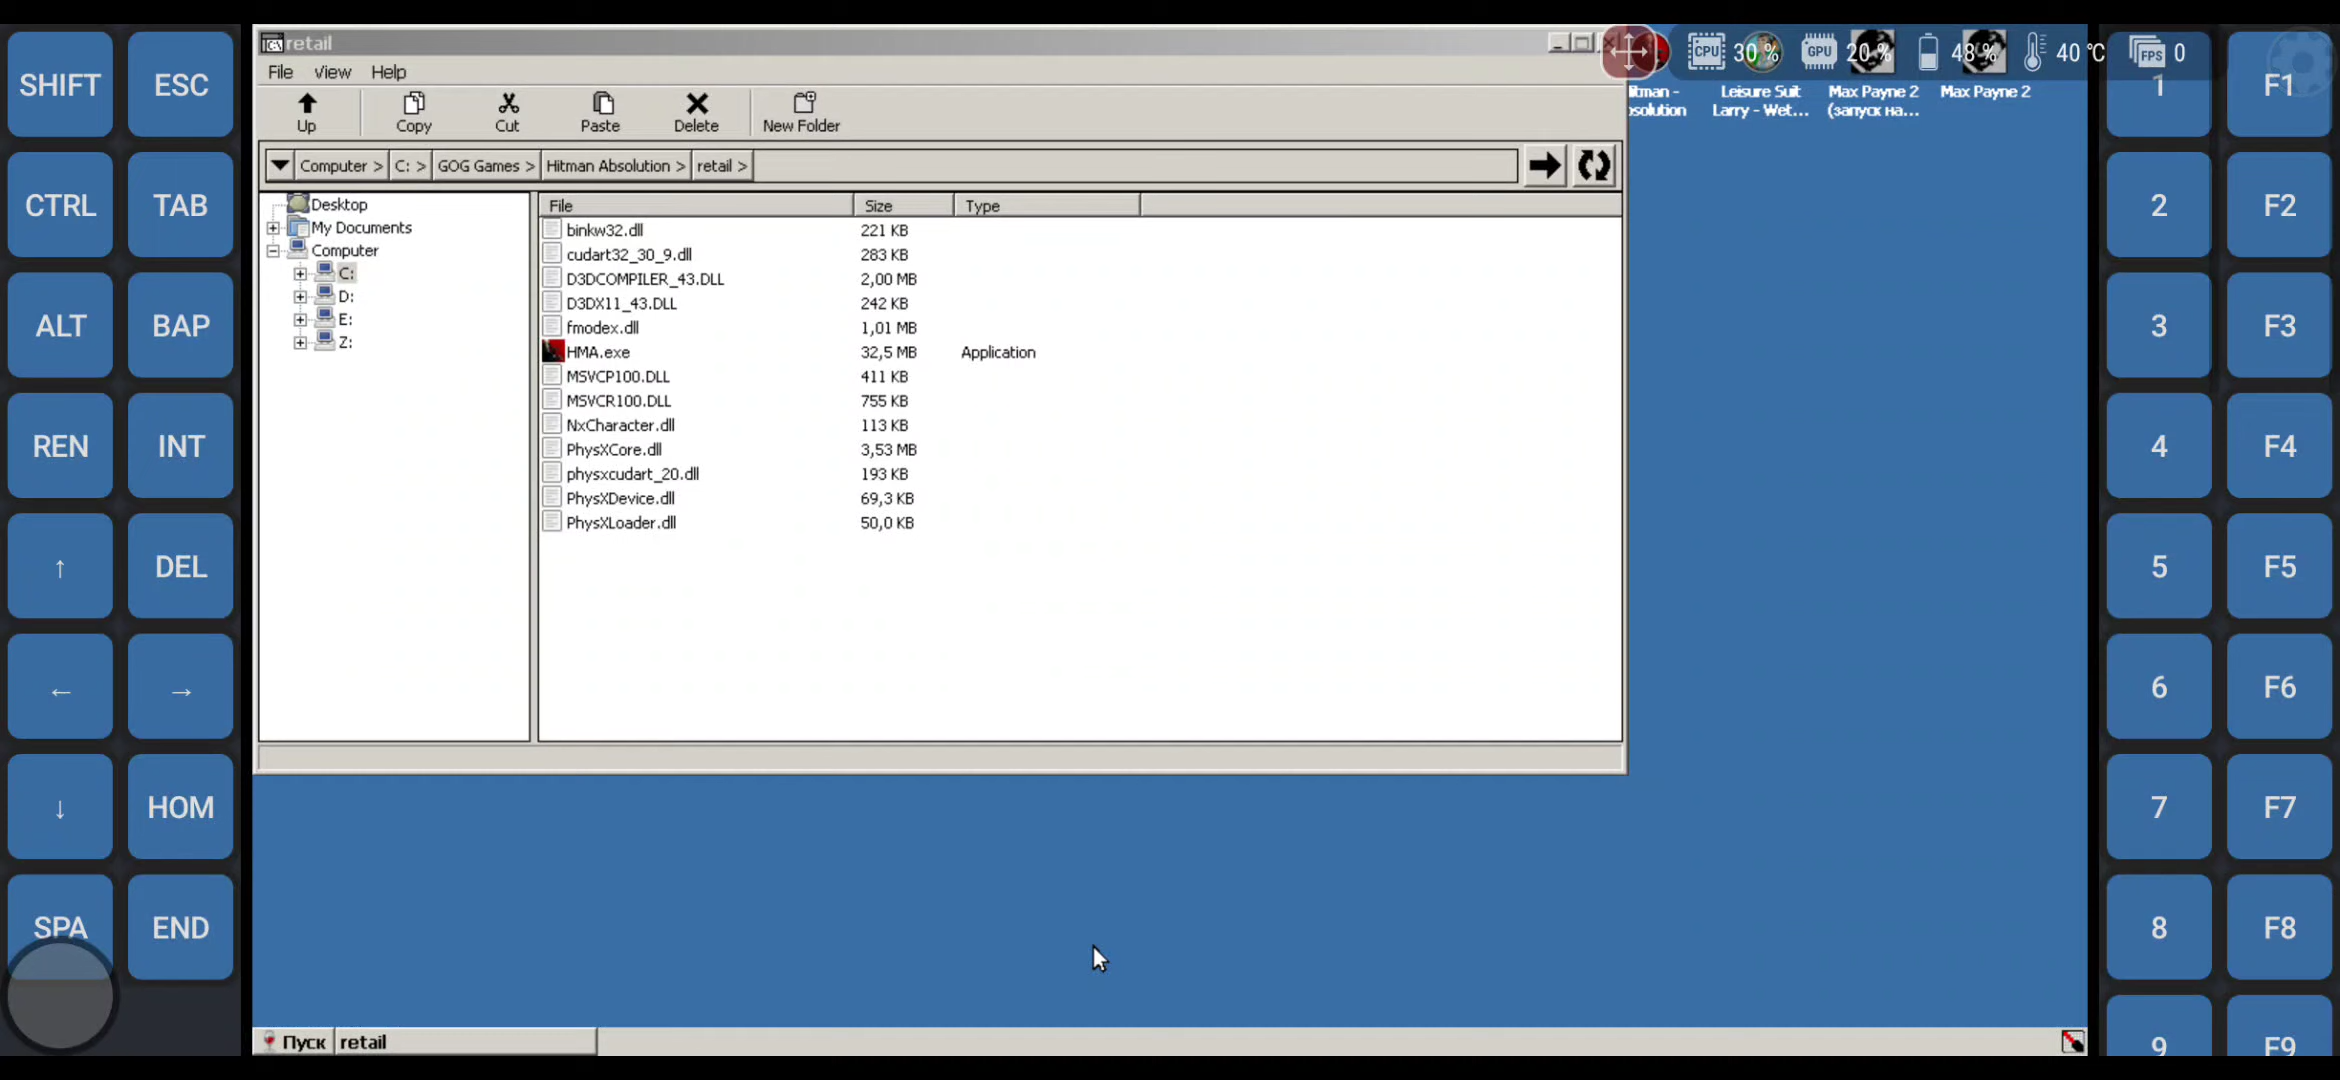 SHIFT ESC
CTRL TAB
ALT BAP
REN INT
↑ DEL
← →
↓ HOM
SPA END
retail
File View Help
Up Copy Cut Paste Delete New Folder
Computer > C: > GOG Games > Hitman Absolution > retail >
Desktop
My Documents
Computer
C:
D:
E:
Z:
File Size Type
binkw32.dll 221 KB
cudart32_30_9.dll 283 KB
D3DCOMPILER_43.DLL 2,00 MB
D3DX11_43.DLL 242 KB
fmodex.dll 1,01 MB
HMA.exe 32,5 MB Application
MSVCP100.DLL 411 KB
MSVCR100.DLL 755 KB
NxCharacter.dll 113 KB
PhysXCore.dll 3,53 MB
physxcudart_20.dll 193 KB
PhysXDevice.dll 69,3 KB
PhysXLoader.dll 50,0 KB
CPU 30 % GPU 20 % 48 % 40 °C FPS 0
itman - Leisure Suit Max Payne 2 Max Payne 2
osolution Larry - Wet... (запуск на...
Пуск retail
1 F1
2 F2
3 F3
4 F4
5 F5
6 F6
7 F7
8 F8
9 F9